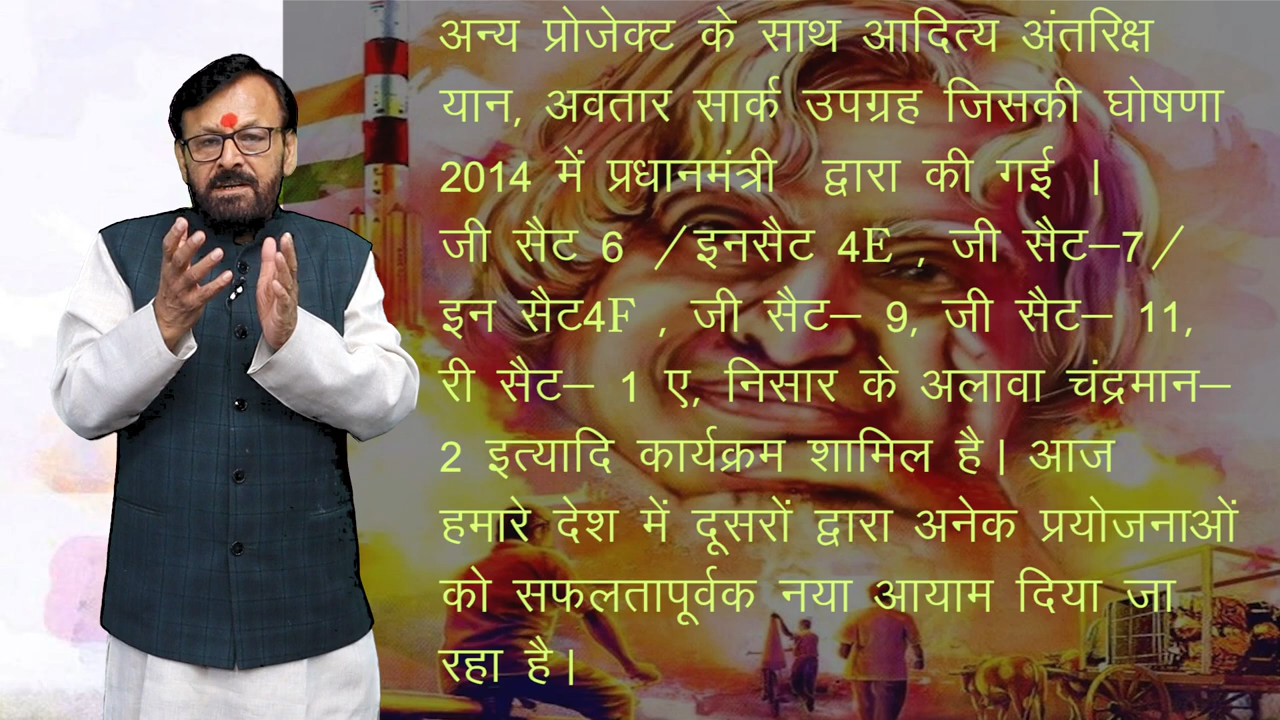 अन्य प्रोजेक्ट के साथ आदित्य अंतरिक्ष
यान, अवतार सार्क उपग्रह जिसकी घोषणा
2014 में प्रधानमंत्री द्वारा की गई ।
जी सैट 6 /इनसैट 4E , जी सैट–7/
इन सैट4F , जी सैट– 9, जी सैट– 11,
री सैट– 1 ए, निसार के अलावा चंद्रमान–
2 इत्यादि कार्यक्रम शामिल है। आज
हमारे देश में दूसरों द्वारा अनेक प्रयोजनाओं
को सफलतापूर्वक नया आयाम दिया जा
रहा है।